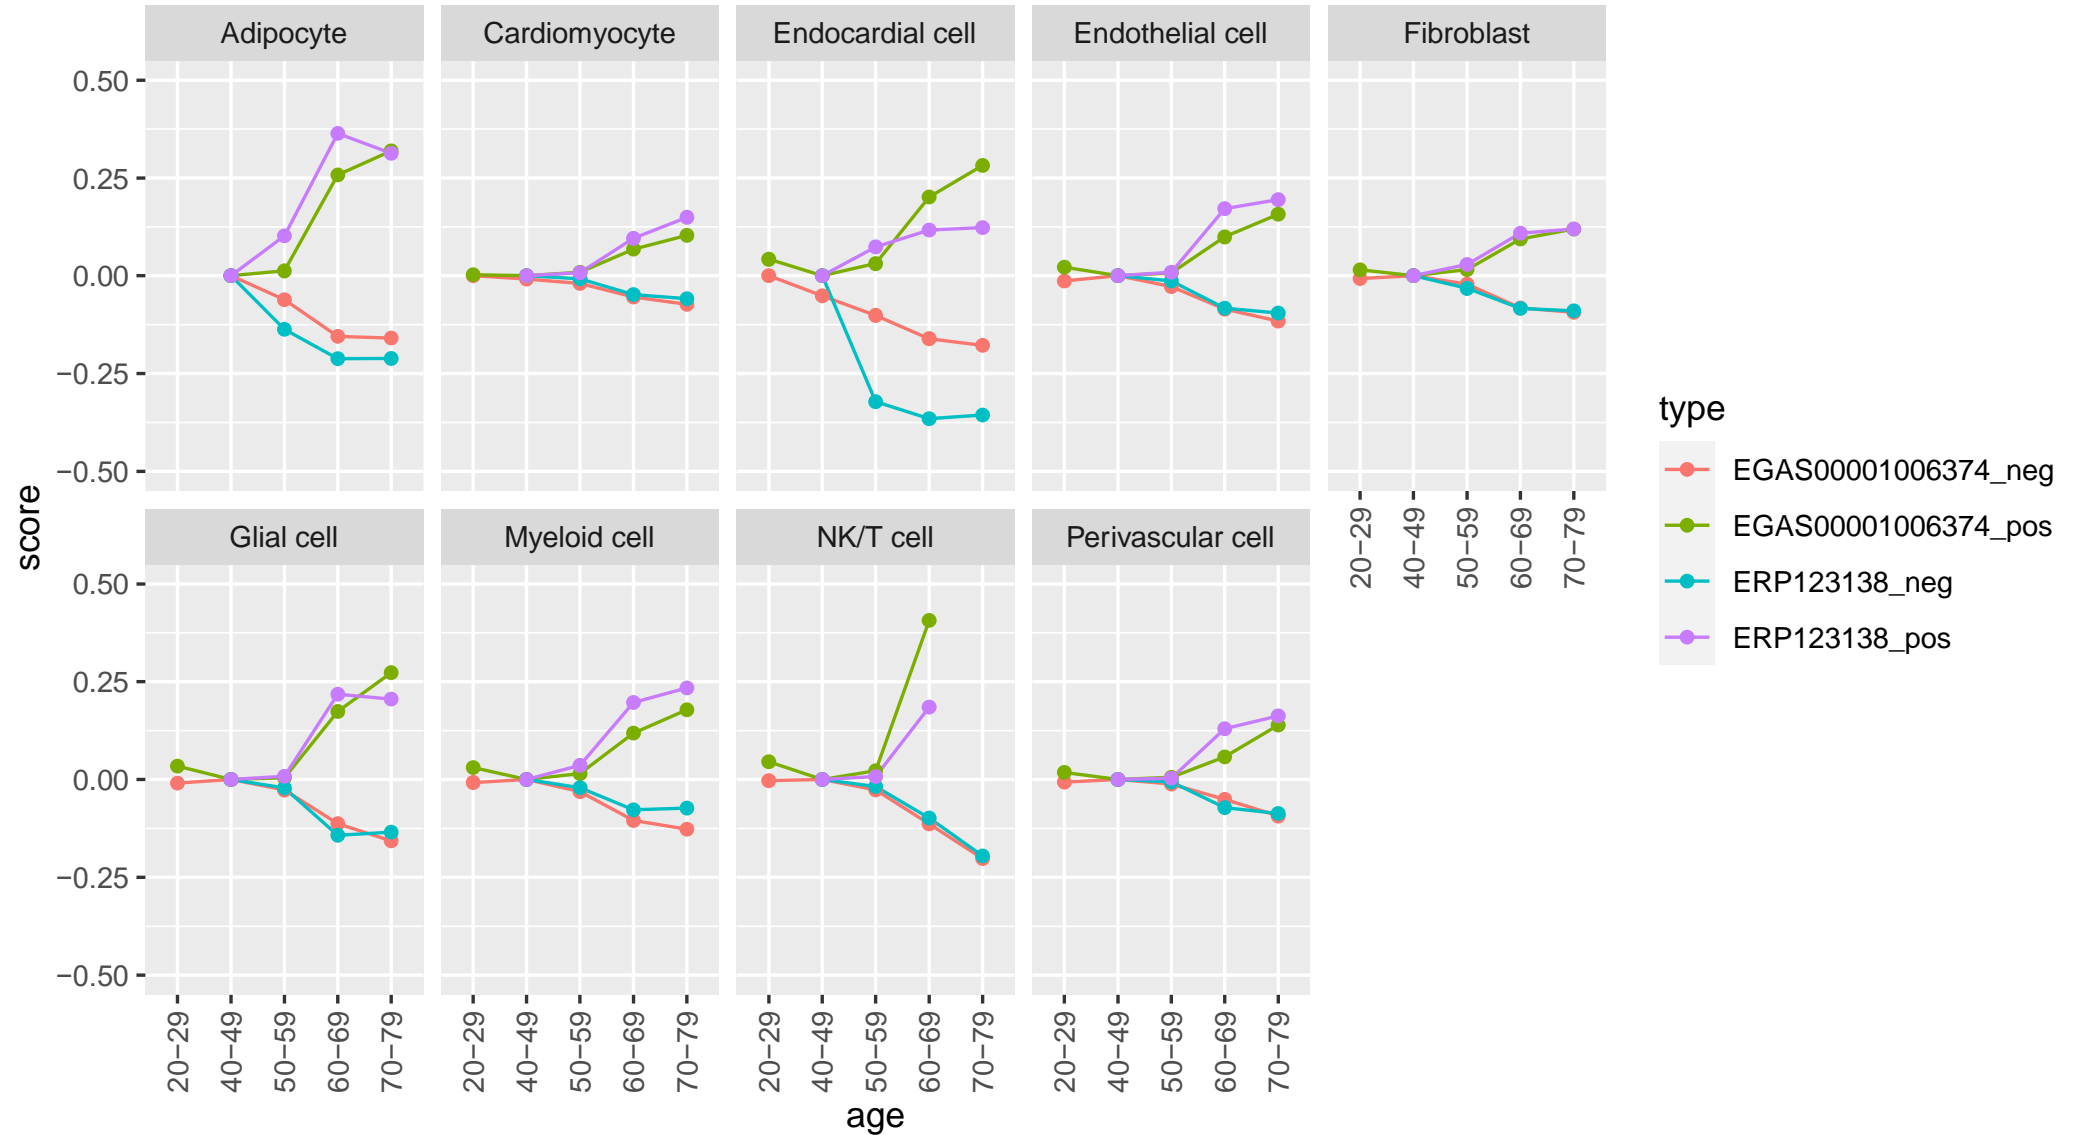 Adipocyte
Cardiomyocyte
Endocardial cell
Endothelial cell
Fibroblast
0.50
0.25
0.00
−0.25
−0.50
20−29
40−49
50−59
60−69
70−79
Glial cell
Myeloid cell
NK/T cell
Perivascular cell
0.50
0.25
0.00
−0.25
−0.50
20−29
40−49
50−59
60−69
70−79
20−29
40−49
50−59
60−69
70−79
20−29
40−49
50−59
60−69
70−79
20−29
40−49
50−59
60−69
70−79
score
age
type
EGAS00001006374_neg
EGAS00001006374_pos
ERP123138_neg
ERP123138_pos